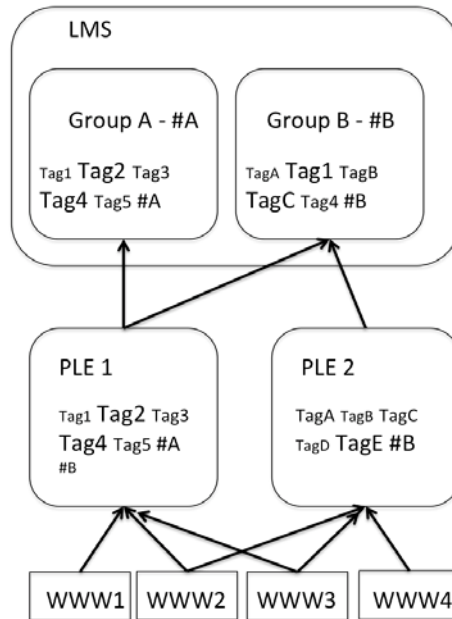 LMS
Group A - #A
Tag1 Tag2 Tag3
Tag4 Tag5 #A
Group B - #B
TagA Tag1 TagB
TagC Tag4 #B
PLE 1
Tag1 Tag2 Tag3
Tag4 Tag5 #A
#B
PLE 2
TagA TagB TagC
TagD TagE #B
WWW1
WWW2
WWW3
WWW4